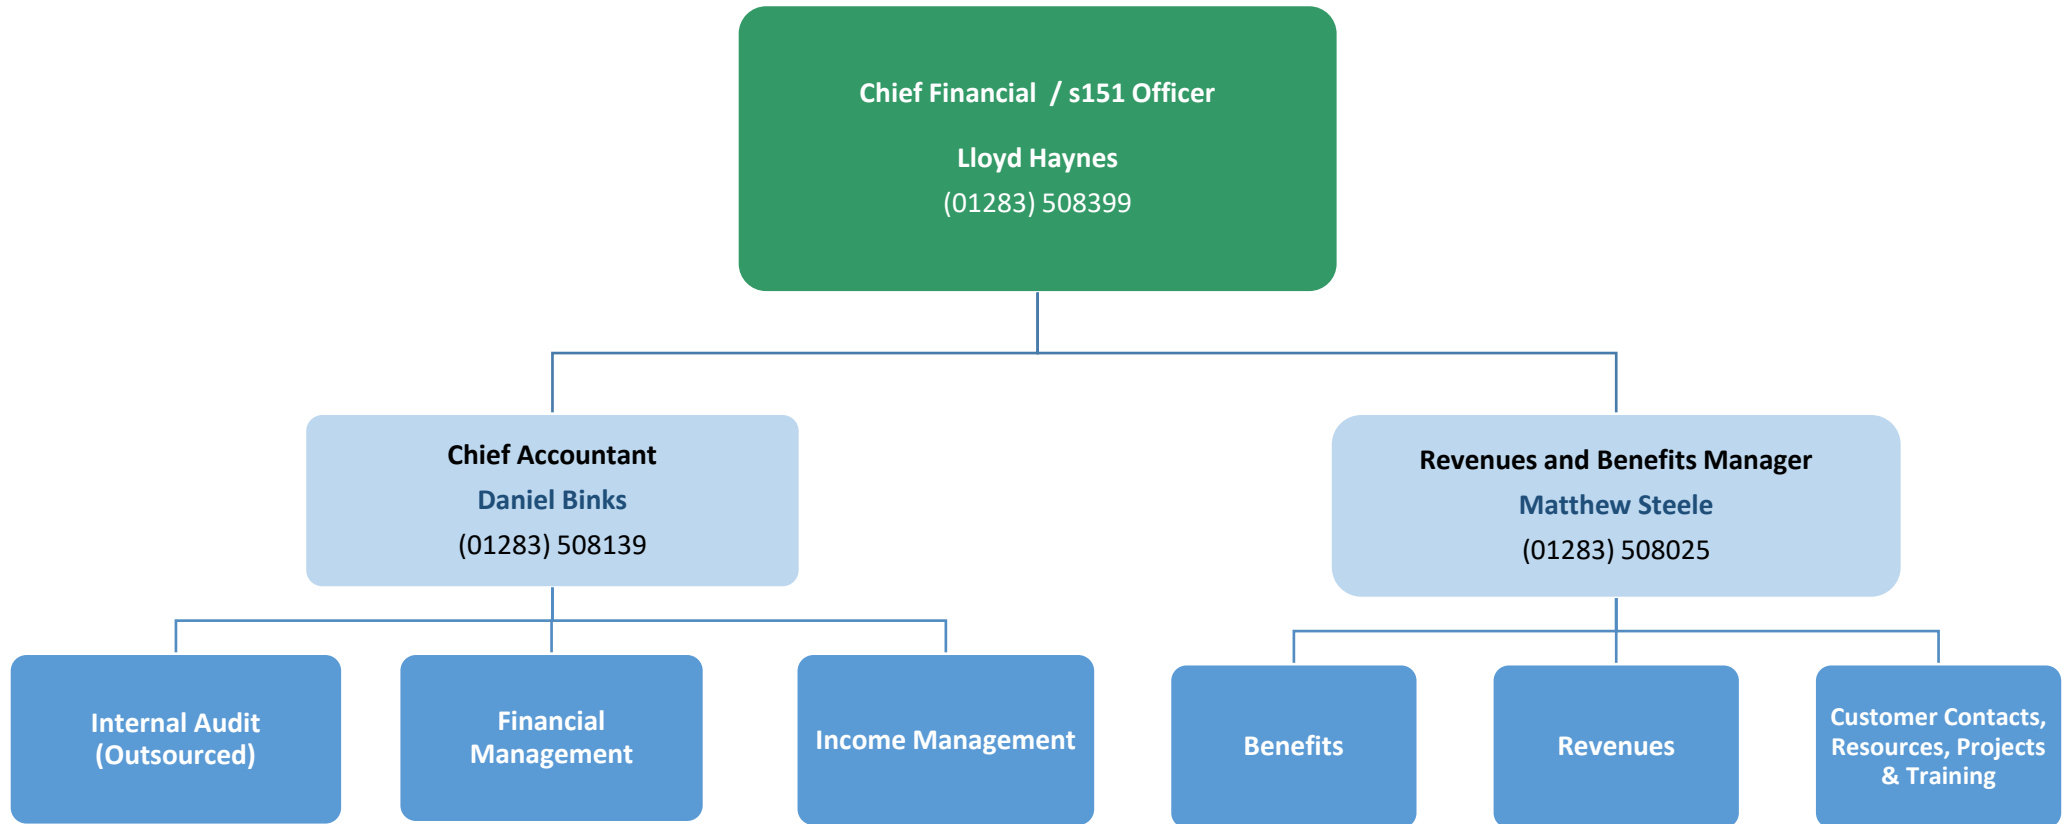 Chief Financial / s151 Officer
Lloyd Haynes
(01283) 508399
Chief Accountant
Daniel Binks
(01283) 508139
Revenues and Benefits Manager
Matthew Steele
(01283) 508025
Internal Audit
(Outsourced)
Financial
Management
Income Management
Benefits
Revenues
Customer Contacts,
Resources, Projects
& Training